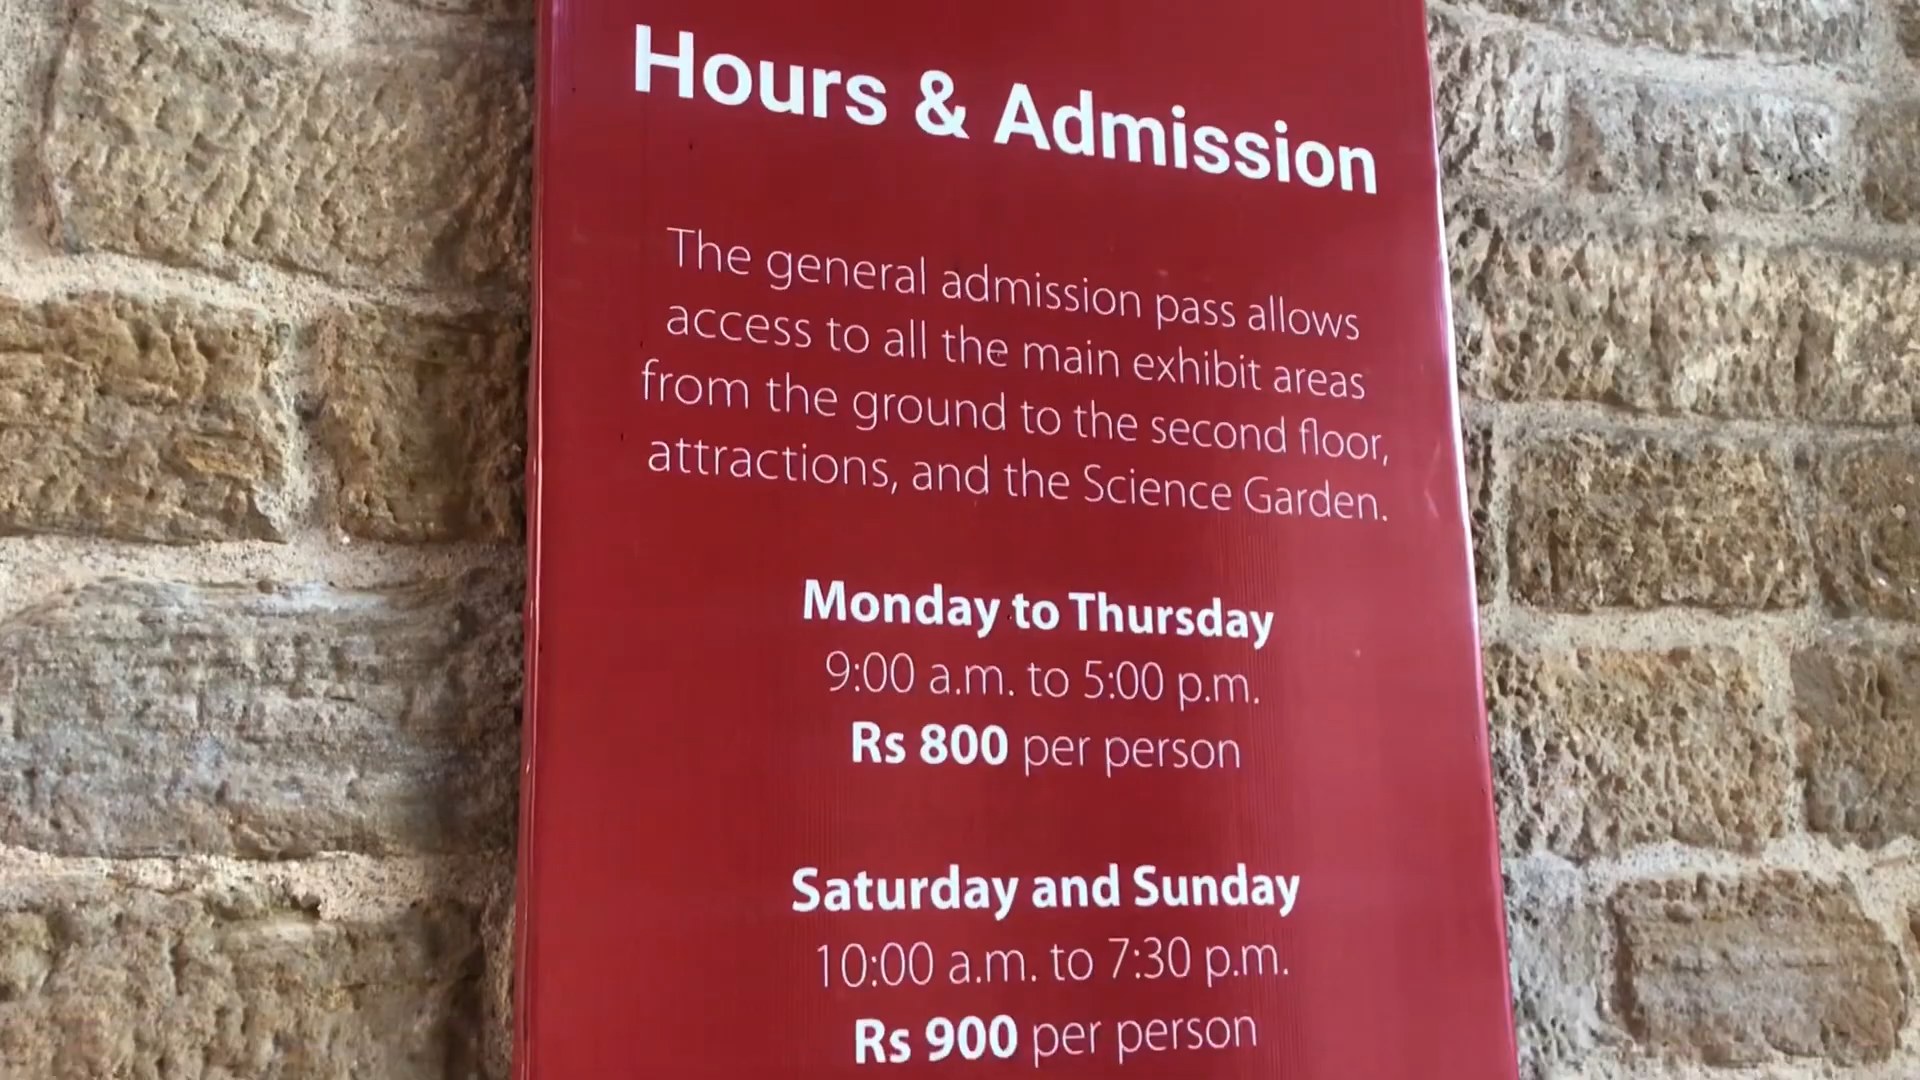 Hours & Admission
The general admission pass allows
access to all the main exhibit areas
from the ground to the second floor,
attractions, and the Science Garden.
Monday to Thursday
9:00 a.m. to 5:00 p.m.
Rs 800 per person
Saturday and Sunday
10:00 a.m. to 7:30 p.m.
Rs 900 per person